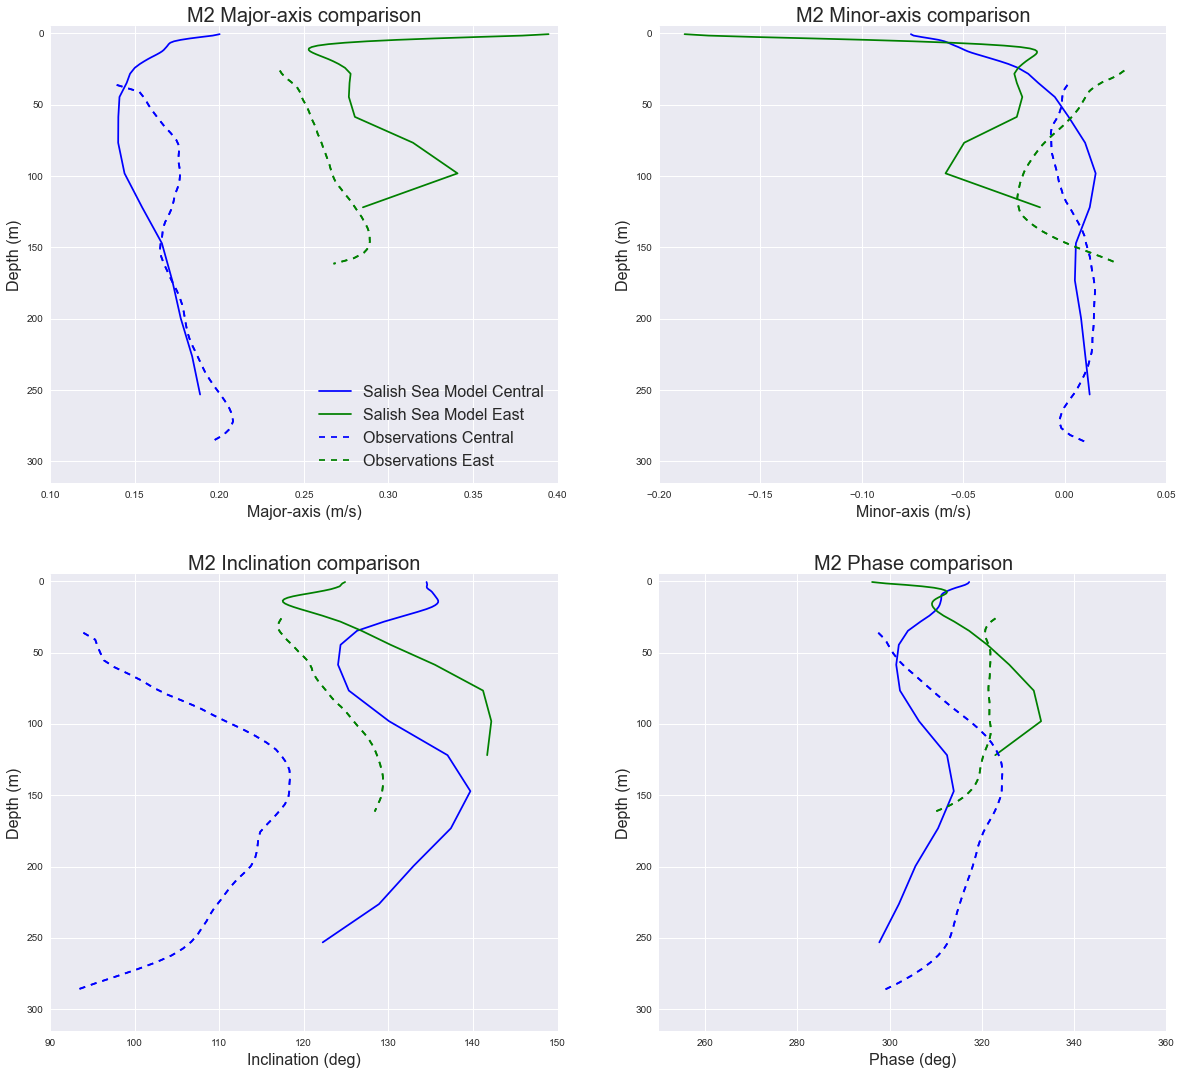 M2 Major-axis comparison
0
50
100
150
200
250
300
Depth (m)
Salish Sea Model Central
Salish Sea Model East
Observations Central
Observations East
0.10 0.15 0.20 0.25 0.30 0.35 0.40
Major-axis (m/s)
M2 Minor-axis comparison
0
50
100
150
200
250
300
Depth (m)
−0.20 −0.15 −0.10 −0.05 0.00 0.05
Minor-axis (m/s)
M2 Inclination comparison
0
50
100
150
200
250
300
Depth (m)
90 100 110 120 130 140 150
Inclination (deg)
M2 Phase comparison
0
50
100
150
200
250
300
Depth (m)
260 280 300 320 340 360
Phase (deg)